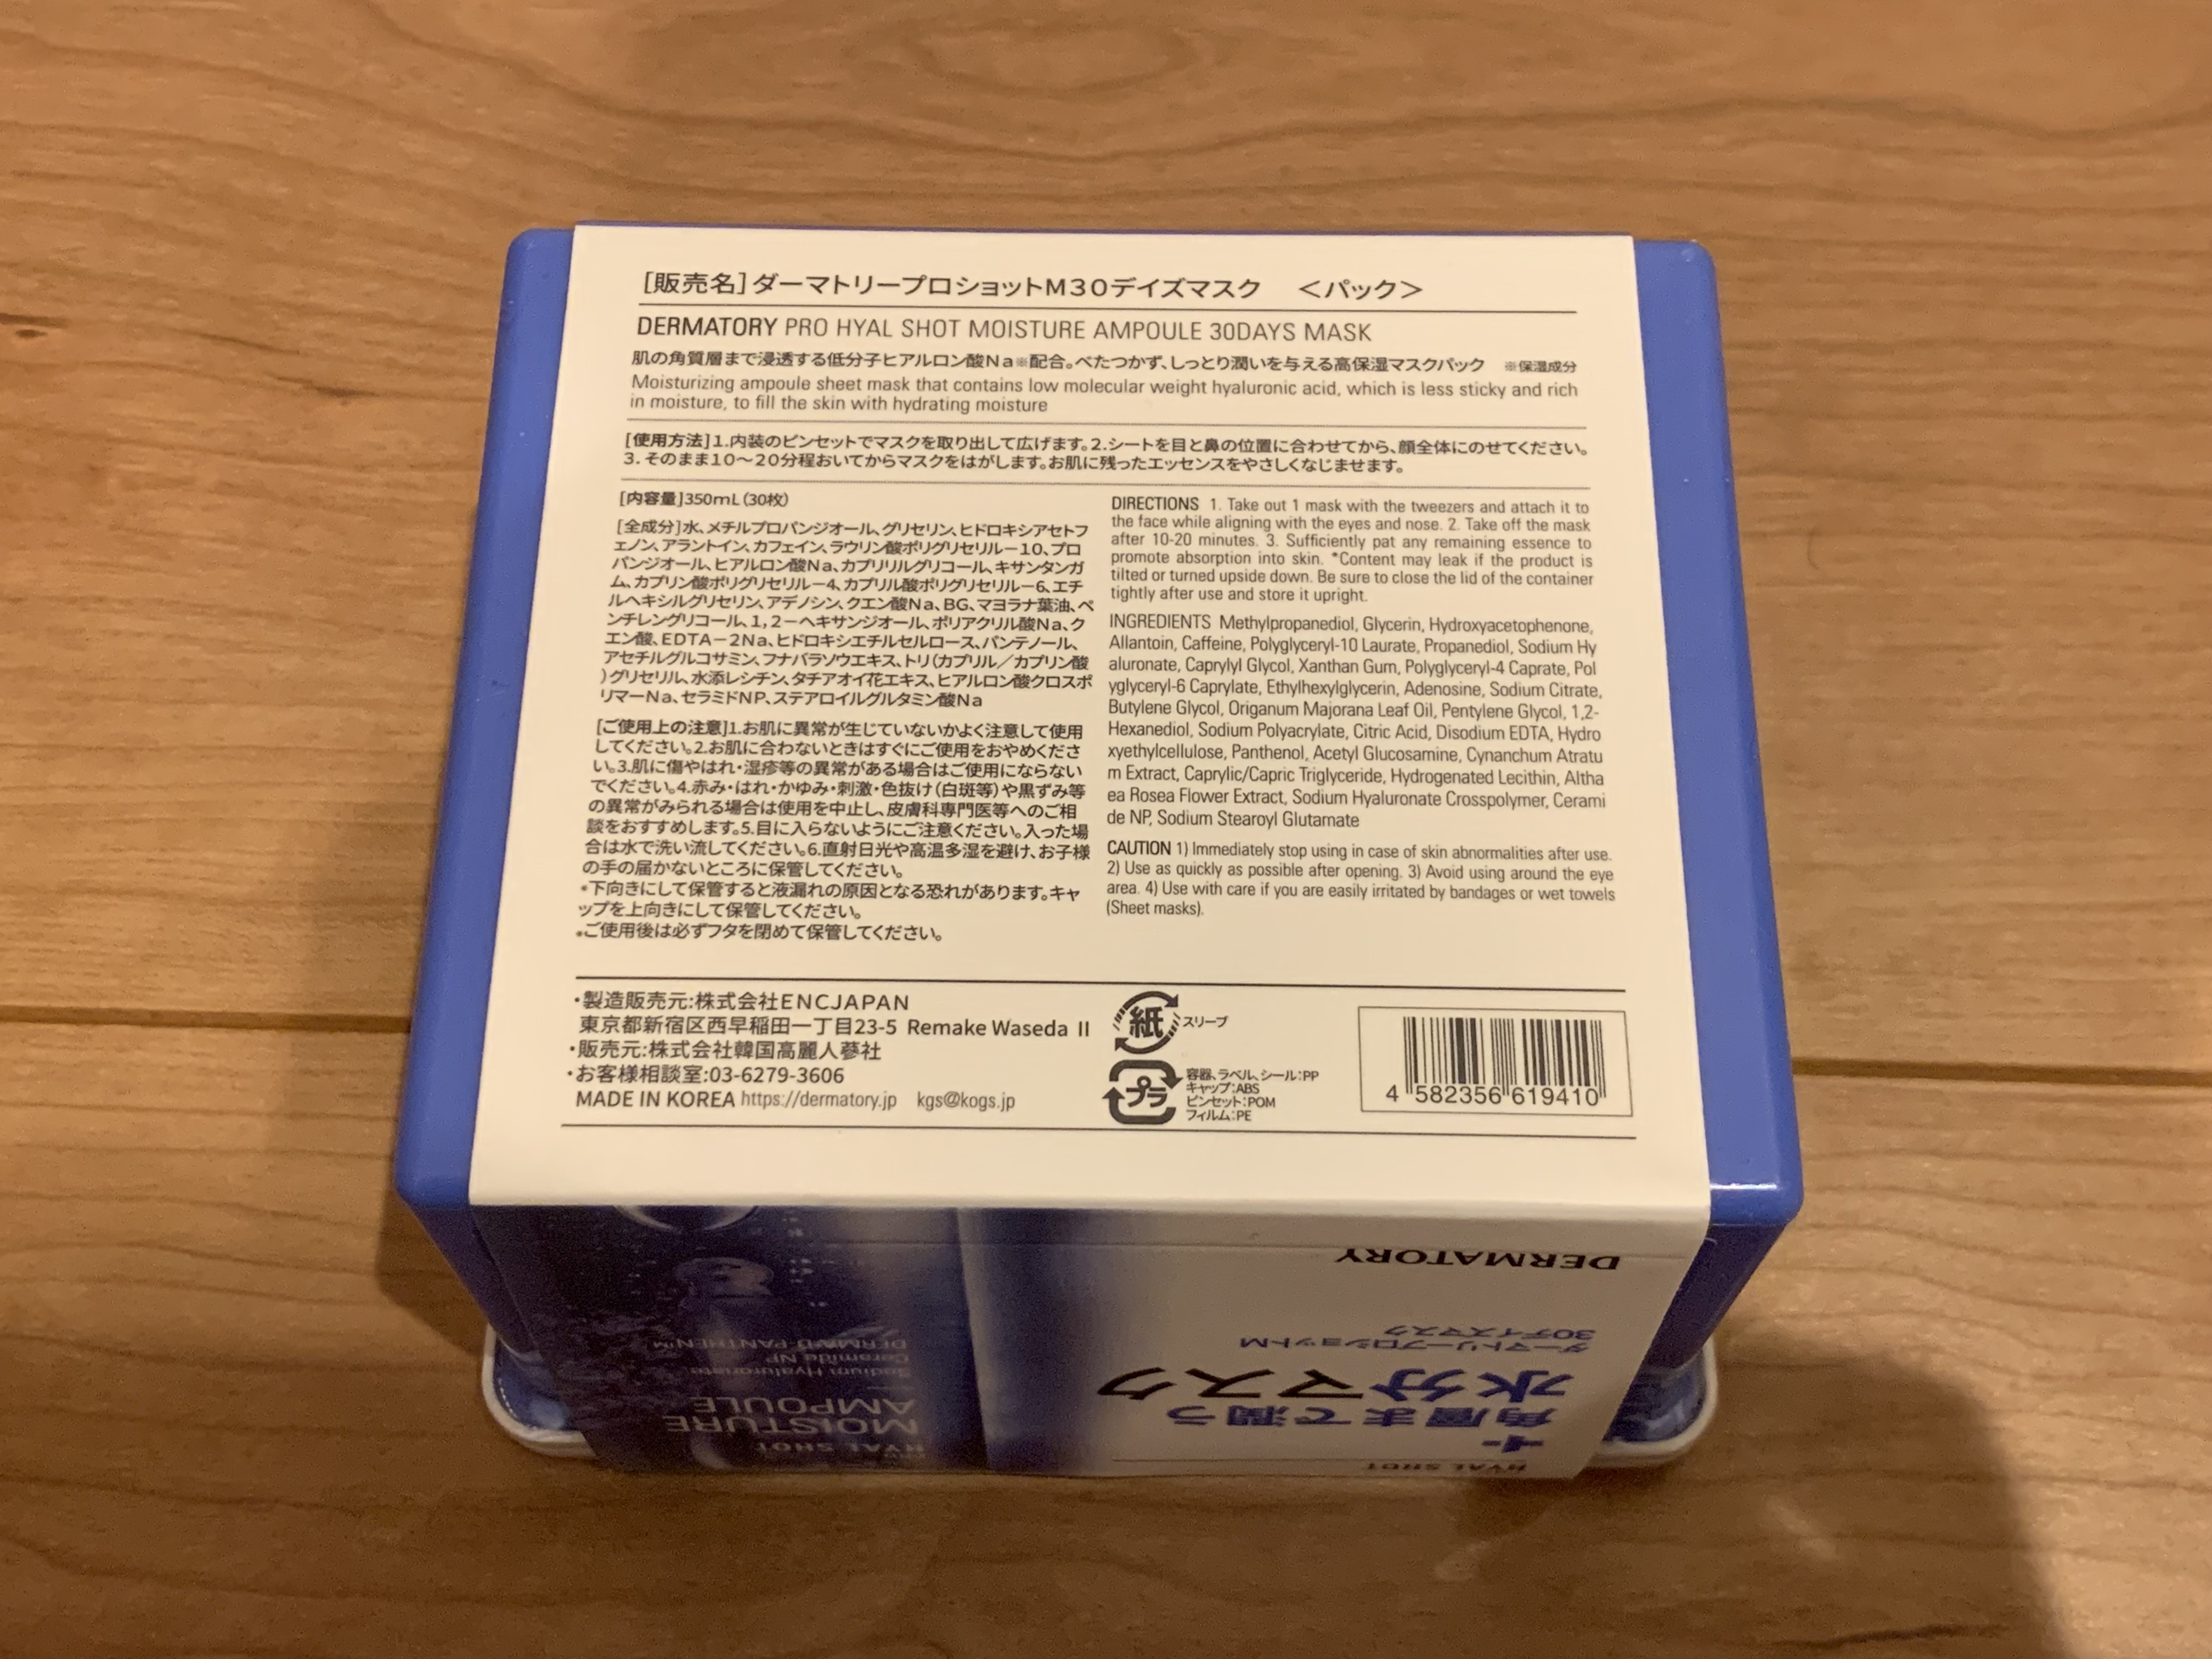 [販売名]ダーマトリープロショットM30デイズマスク <パック>
DERMATORY PRO HYAL SHOT MOISTURE AMPOULE 30DAYS MASK
肌の角質層まで浸透する低分子ヒアルロン酸Na※配合。べたつかず、しっとり潤いを与える高保湿マスクパック ※保湿成分
Moisturizing ampoule sheet mask that contains low molecular weight hyaluronic acid, which is less sticky and rich
in moisture, to fill the skin with hydrating moisture
[使用方法]1.内装のピンセットでマスクを取り出して広げます。2.シートを目と鼻の位置に合わせてから、顔全体にのせてください。
3. そのまま10〜20分程おいてからマスクをはがします。お肌に残ったエッセンスをやさしくなじませます。
[内容量]350mL(30枚)
[全成分]水、メチルプロパンジオール、グリセリン、ヒドロキシアセトフ
ェノン、アラントイン、カフェイン、ラウリン酸ポリグリセリル-10、プロ
パンジオール、ヒアルロン酸Na、カプリリルグリコール、キサンタンガ
ム、カプリン酸ポリグリセリル-4、カプリル酸ポリグリセリル-6、エチ
ルヘキシルグリセリン、アデノシン、クエン酸Na、BG、マヨラナ葉油、ペ
ンチレングリコール、1,2-ヘキサンジオール、ポリアクリル酸Na、ク
エン酸、EDTA-2Na、ヒドロキシエチルセルロース、パンテノール、
アセチルグルコサミン、フナバラソウエキス、トリ(カプリル/カプリン酸
)グリセリル、水添レシチン、タチアオイ花エキス、ヒアルロン酸クロスポ
リマーNa、セラミドNP、ステアロイルグルタミン酸Na
[ご使用上の注意]1.お肌に異常が生じていないかよく注意して使用
してください。2.お肌に合わないときはすぐにご使用をおやめくださ
い。3.肌に傷やはれ・湿疹等の異常がある場合はご使用にならない
でください。4.赤み・はれ・かゆみ・刺激・色抜け(白斑等)や黒ずみ等
の異常がみられる場合は使用を中止し、皮膚科専門医等へのご相
談をおすすめします。5.目に入らないようにご注意ください。入った場
合は水で洗い流してください。6.直射日光や高温多湿を避け、お子様
の手の届かないところに保管してください。
*下向きにして保管すると液漏れの原因となる恐れがあります。キャ
ップを上向きにして保管してください。
*ご使用後は必ずフタを閉めて保管してください。
DIRECTIONS 1. Take out 1 mask with the tweezers and attach it to
the face while aligning with the eyes and nose. 2. Take off the mask
after 10-20 minutes. 3. Sufficiently pat any remaining essence to
promote absorption into skin. *Content may leak if the product is
tilted or turned upside down. Be sure to close the lid of the container
tightly after use and store it upright.
INGREDIENTS Methylpropanediol, Glycerin, Hydroxyacetophenone,
Allantoin, Caffeine, Polyglyceryl-10 Laurate, Propanediol, Sodium Hy
aluronate, Caprylyl Glycol, Xanthan Gum, Polyglyceryl-4 Caprate, Pol
yglyceryl-6 Caprylate, Ethylhexylglycerin, Adenosine, Sodium Citrate,
Butylene Glycol, Origanum Majorana Leaf Oil, Pentylene Glycol, 1,2-
Hexanediol, Sodium Polyacrylate, Citric Acid, Disodium EDTA, Hydro
xyethylcellulose, Panthenol, Acetyl Glucosamine, Cynanchum Atratu
m Extract, Caprylic/Capric Triglyceride, Hydrogenated Lecithin, Altha
ea Rosea Flower Extract, Sodium Hyaluronate Crosspolymer, Cerami
de NP, Sodium Stearoyl Glutamate
CAUTION 1) Immediately stop using in case of skin abnormalities after use.
2) Use as quickly as possible after opening. 3) Avoid using around the eye
area. 4) Use with care if you are easily irritated by bandages or wet towels
(Sheet masks).
・製造販売元:株式会社ENCJAPAN
東京都新宿区西早稲田一丁目23-5 Remake Waseda II
・販売元:株式会社韓国高麗人蔘社
・お客様相談室:03-6279-3606
MADE IN KOREA https://dermatory.jp kgs@kogs.jp
紙 スリーブ
プラ
容器、ラベル、シール:PP
キャップ:ABS
ピンセット:POM
フィルム:PE
4 582356 619410
DERMATORY
ダーマトリープロショットM
30デイズマスク
水分マスク
角層まで潤う
HYAL SHOT
DERMA/D-PANTHEN™
Ceramide NP
Sodium Hyaluronate
AMPOULE
MOISTURE
HYAL SHOT